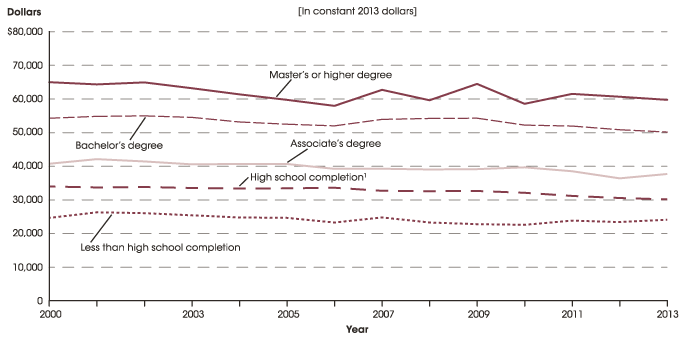 Dollars
[In constant 2013 dollars]
$80,000
70,000
Master's or higher degree
60,000
50,000
Bachelor's degree
Associate's degree
40,000
High school completion¹
30,000
20,000
Less than high school completion
10,000
0
2000 2003 2005 2007 2009 2011 2013
Year